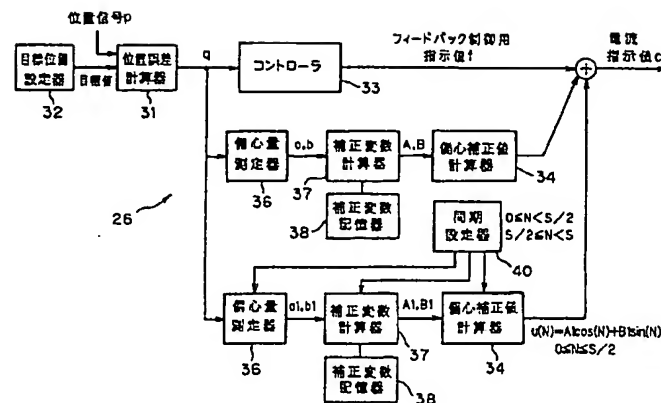 位置信号p
目標位置
設定器
32
目標値
位置誤差
計算器
31
q
コントローラ
33
フィードバック制御用
指示値f
電流
指示値c
偏心量
測定器
36
a,b
補正変数
計算器
37
A,B
偏心補正値
計算器
34
補正変数
記憶器
38
26
同期
設定器
40
0≤N<S/2
S/2≤N<S
偏心量
測定器
36
a1,b1
補正変数
計算器
37
A1,B1
偏心補正値
計算器
34
u(N)=A1cos(N)+B1sin(N)
0≤N≤S/2
補正変数
記憶器
38